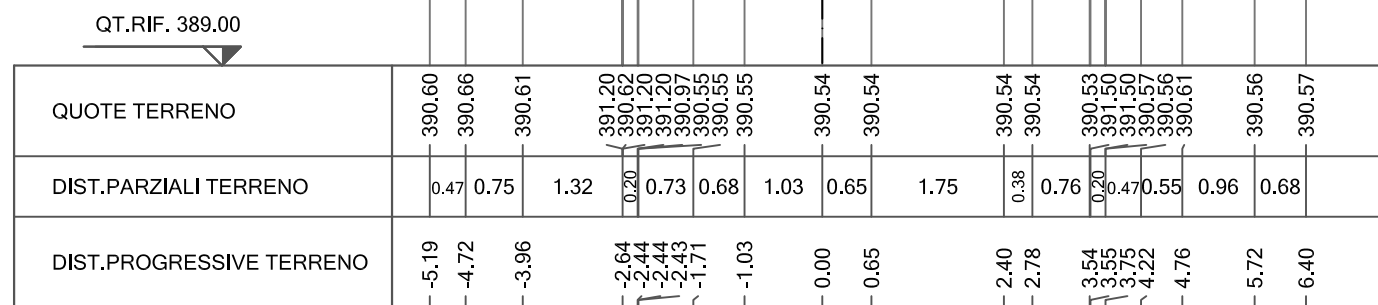 QT.RIF. 389.00
QUOTE TERRENO 390.60 390.66 390.61 391.20 390.62 391.20 391.20 390.97 390.55 390.55 390.55 390.54 390.54 390.54 390.54 390.53 391.50 391.50 390.57 390.56 390.61 390.56 390.57
DIST.PARZIALI TERRENO 0.47 0.75 1.32 0.20 0.73 0.68 1.03 0.65 1.75 0.38 0.76 0.20 0.47 0.55 0.96 0.68
DIST.PROGRESSIVE TERRENO -5.19 -4.72 -3.96 -2.64 -2.44 -2.44 -2.43 -1.71 -1.03 0.00 0.65 2.40 2.78 3.54 3.55 3.75 4.22 4.76 5.72 6.40